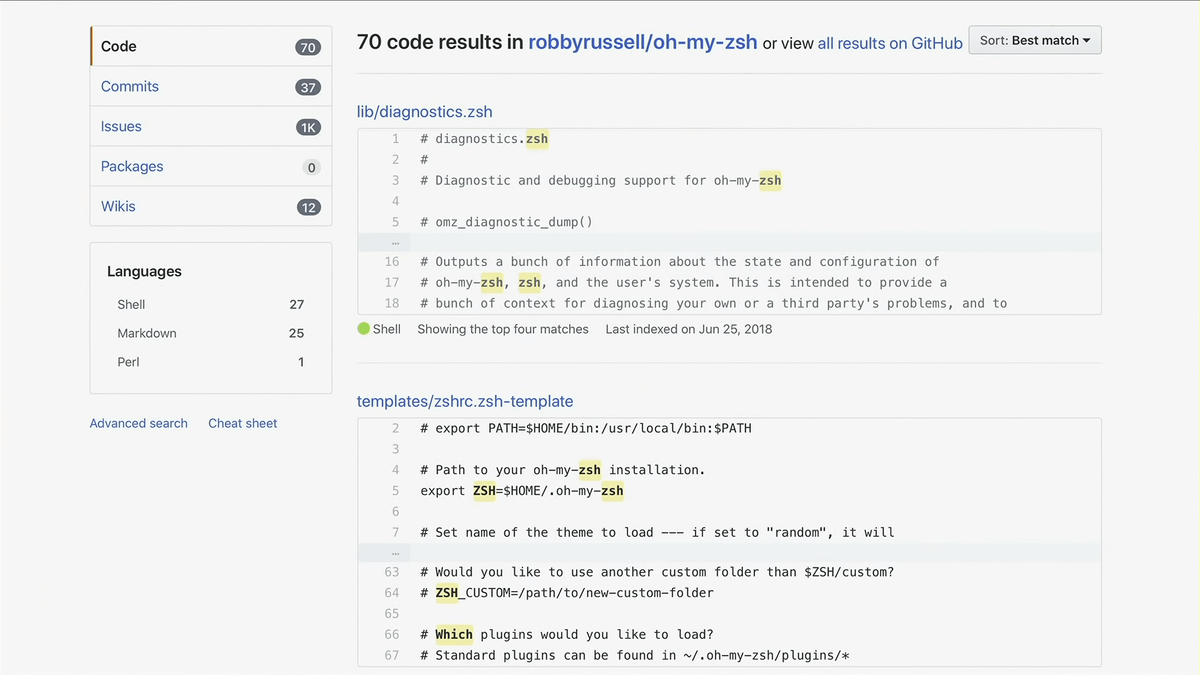 Code 70
Commits 37
Issues 1K
Packages 0
Wikis 12
Languages
Shell 27
Markdown 25
Perl 1
Advanced search Cheat sheet
70 code results in robbyrussell/oh-my-zsh or view all results on GitHub
Sort: Best match
lib/diagnostics.zsh
1 # diagnostics.zsh
2 #
3 # Diagnostic and debugging support for oh-my-zsh
4
5 # omz_diagnostic_dump()
…
16 # Outputs a bunch of information about the state and configuration of
17 # oh-my-zsh, zsh, and the user's system. This is intended to provide a
18 # bunch of context for diagnosing your own or a third party's problems, and to
Shell Showing the top four matches Last indexed on Jun 25, 2018
templates/zshrc.zsh-template
2 # export PATH=$HOME/bin:/usr/local/bin:$PATH
3
4 # Path to your oh-my-zsh installation.
5 export ZSH=$HOME/.oh-my-zsh
6
7 # Set name of the theme to load --- if set to "random", it will
…
63 # Would you like to use another custom folder than $ZSH/custom?
64 # ZSH_CUSTOM=/path/to/new-custom-folder
65
66 # Which plugins would you like to load?
67 # Standard plugins can be found in ~/.oh-my-zsh/plugins/*